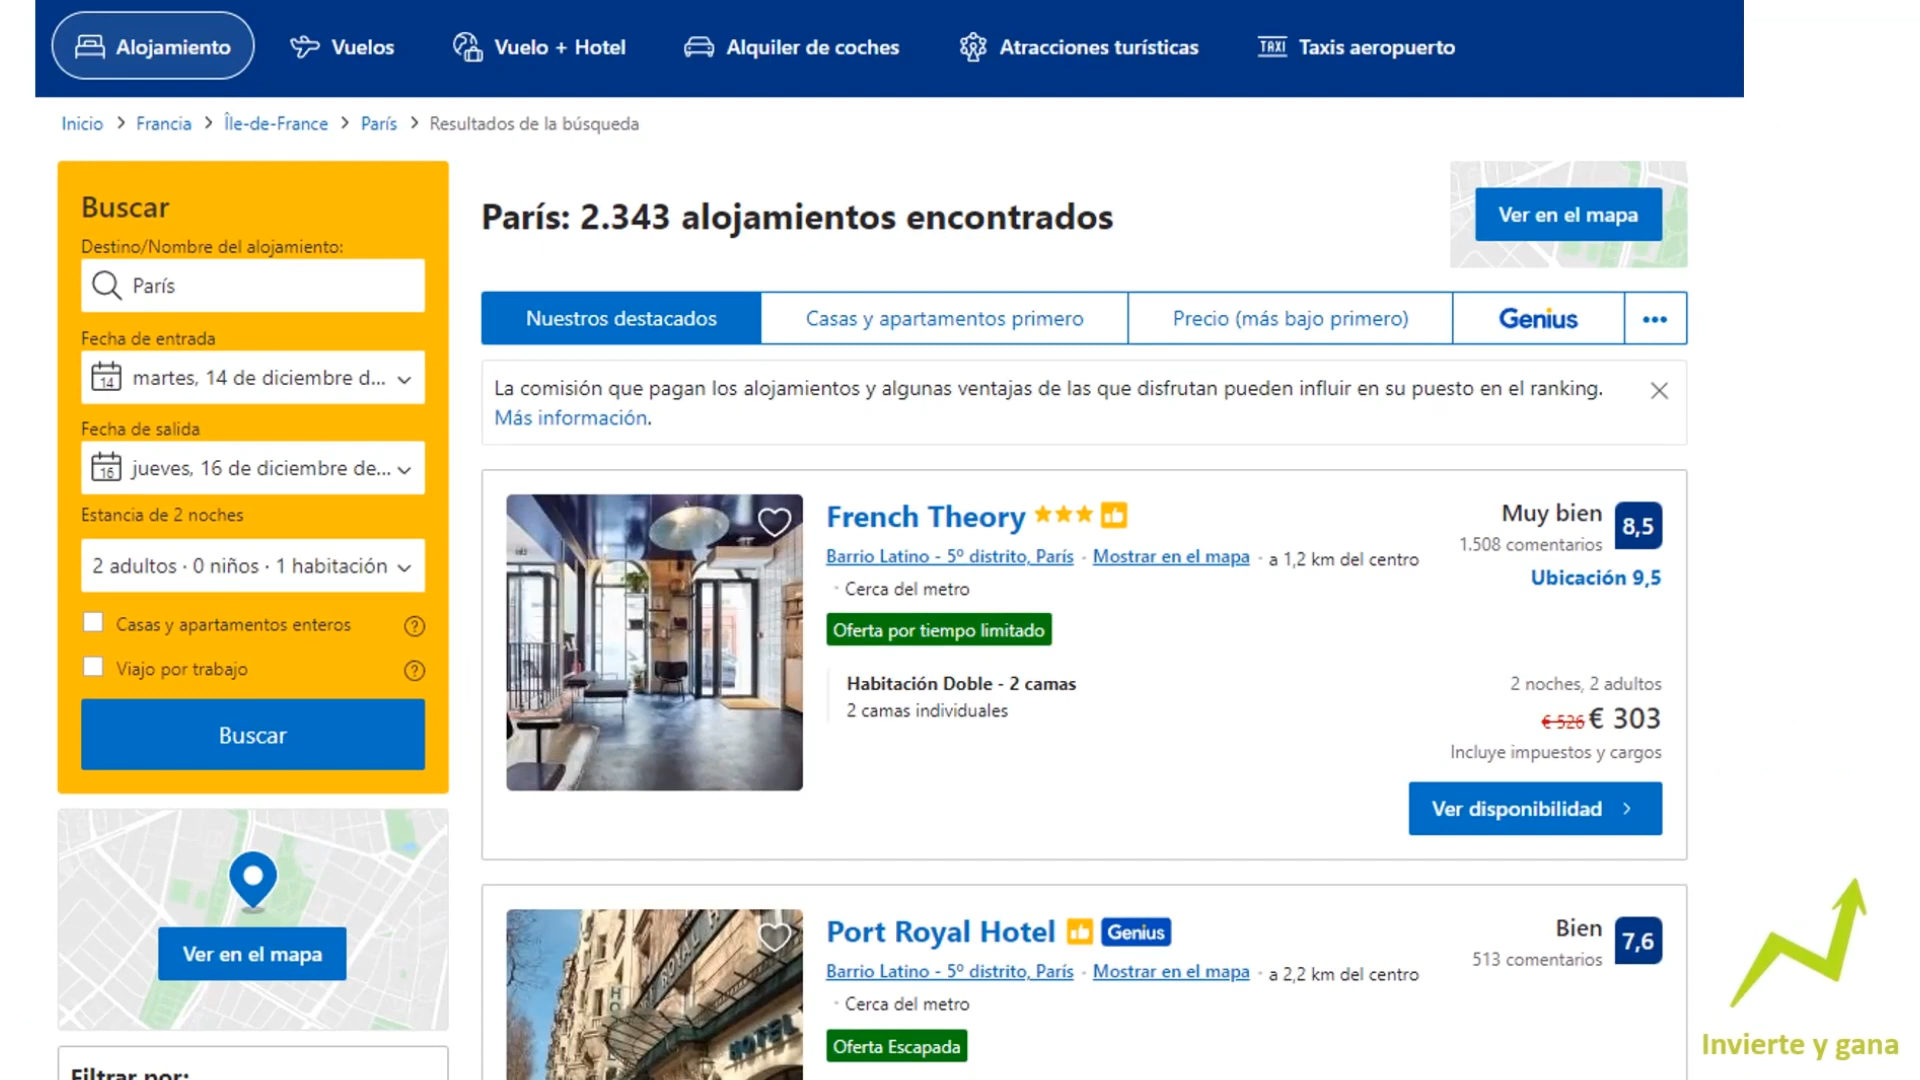 Alojamiento
Vuelos
Vuelo + Hotel
Alquiler de coches
Atracciones turísticas
TAXI Taxis aeropuerto
Inicio > Francia > Île-de-France > París > Resultados de la búsqueda
Buscar
Destino/Nombre del alojamiento:
París
Fecha de entrada
14 martes, 14 de diciembre d...
Fecha de salida
16 jueves, 16 de diciembre de...
Estancia de 2 noches
2 adultos · 0 niños · 1 habitación
Casas y apartamentos enteros ?
Viajo por trabajo ?
Buscar
Ver en el mapa
Filtrar por:
París: 2.343 alojamientos encontrados
Ver en el mapa
Nuestros destacados
Casas y apartamentos primero
Precio (más bajo primero)
Genius
•••
La comisión que pagan los alojamientos y algunas ventajas de las que disfrutan pueden influir en su puesto en el ranking.
Más información.
French Theory
Muy bien 8,5
1.508 comentarios
Ubicación 9,5
Barrio Latino - 5º distrito, París · Mostrar en el mapa · a 1,2 km del centro
· Cerca del metro
Oferta por tiempo limitado
Habitación Doble - 2 camas
2 camas individuales
2 noches, 2 adultos
€ 526 € 303
Incluye impuestos y cargos
Ver disponibilidad >
Port Royal Hotel Genius
Bien 7,6
513 comentarios
Barrio Latino - 5º distrito, París · Mostrar en el mapa · a 2,2 km del centro
· Cerca del metro
Oferta Escapada
HOTEL
Invierte y gana